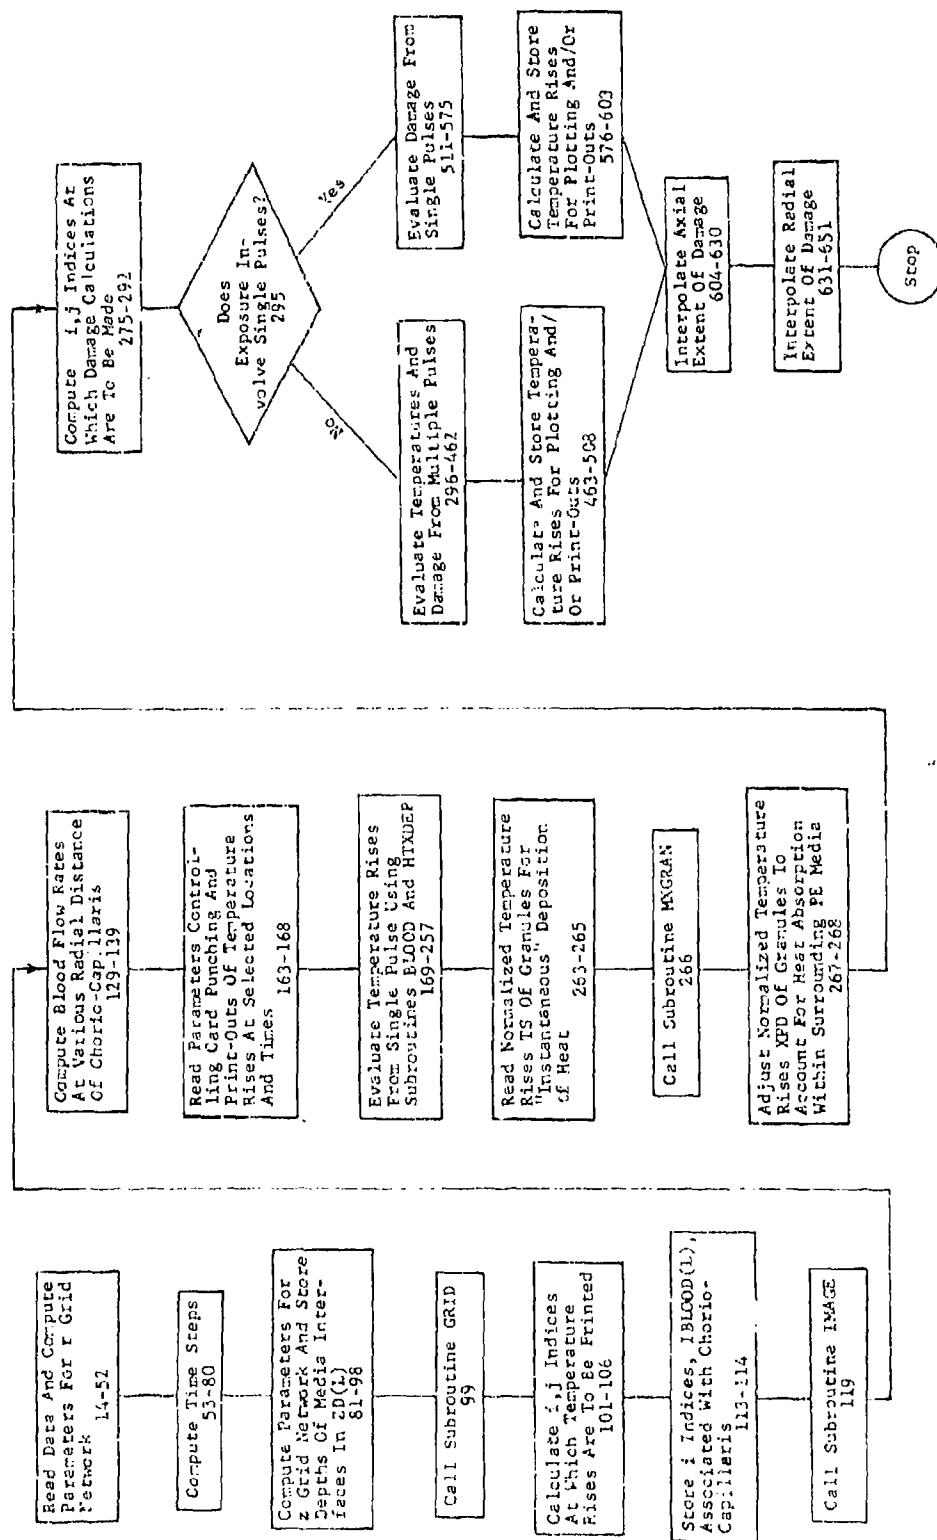 Read Data And Compute
Parameters For r Grid
Network
14-52
Compute Time Steps
53-80
Compute Parameters For
z Grid Network And Store
Depths Of Media Inter-
faces In ZD(L)
81-98
Call Subroutine GRID
99
Calculate i,j Indices
At Which Temperature
Rises Are To Be Printed
101-106
Store i Indices, IBLOOD(L),
Associated With Chorio-
Capilleris
113-114
Call Subroutine IMAGE
119
Compute Blood Flow Rates
At Various Radial Distance
Of Choric-Capillaris
129-139
Read Parameters Control-
ling Card Punching And
Print-Outs Of Temperature
Rises At Selected Locations
And Times
163-168
Evaluate Temperature Rises
From Single Pulse Using
Subroutines BLOOD And HTXDEP
169-257
Read Normalized Temperature
Rises TS Of Granules For
"Instantaneous" Deposition
Of Heat
263-265
Call Subroutine MXGRAN
266
Adjust Normalized Temperature
Rises XPD Of Granules To
Account For Heat Absorption
Within Surrounding PE Media
267-268
Compute i,j Indices At
Which Damage Calculations
Are To Be Made
275-292
Does
Exposure In-
volve Single Pulses?
295
No
Yes
Evaluate Temperatures And
Damage From Multiple Pulses
296-462
Calculate And Store Tempera-
ture Rises For Plotting And/
Or Print-Outs
463-508
Evaluate Damage From
Single Pulses
511-575
Calculate And Store
Temperature Rises
For Plotting And/Or
Print-Outs
576-603
Interpolate Axial
Extent Of Damage
604-630
Interpolate Radial
Extent Of Damage
631-651
Stop